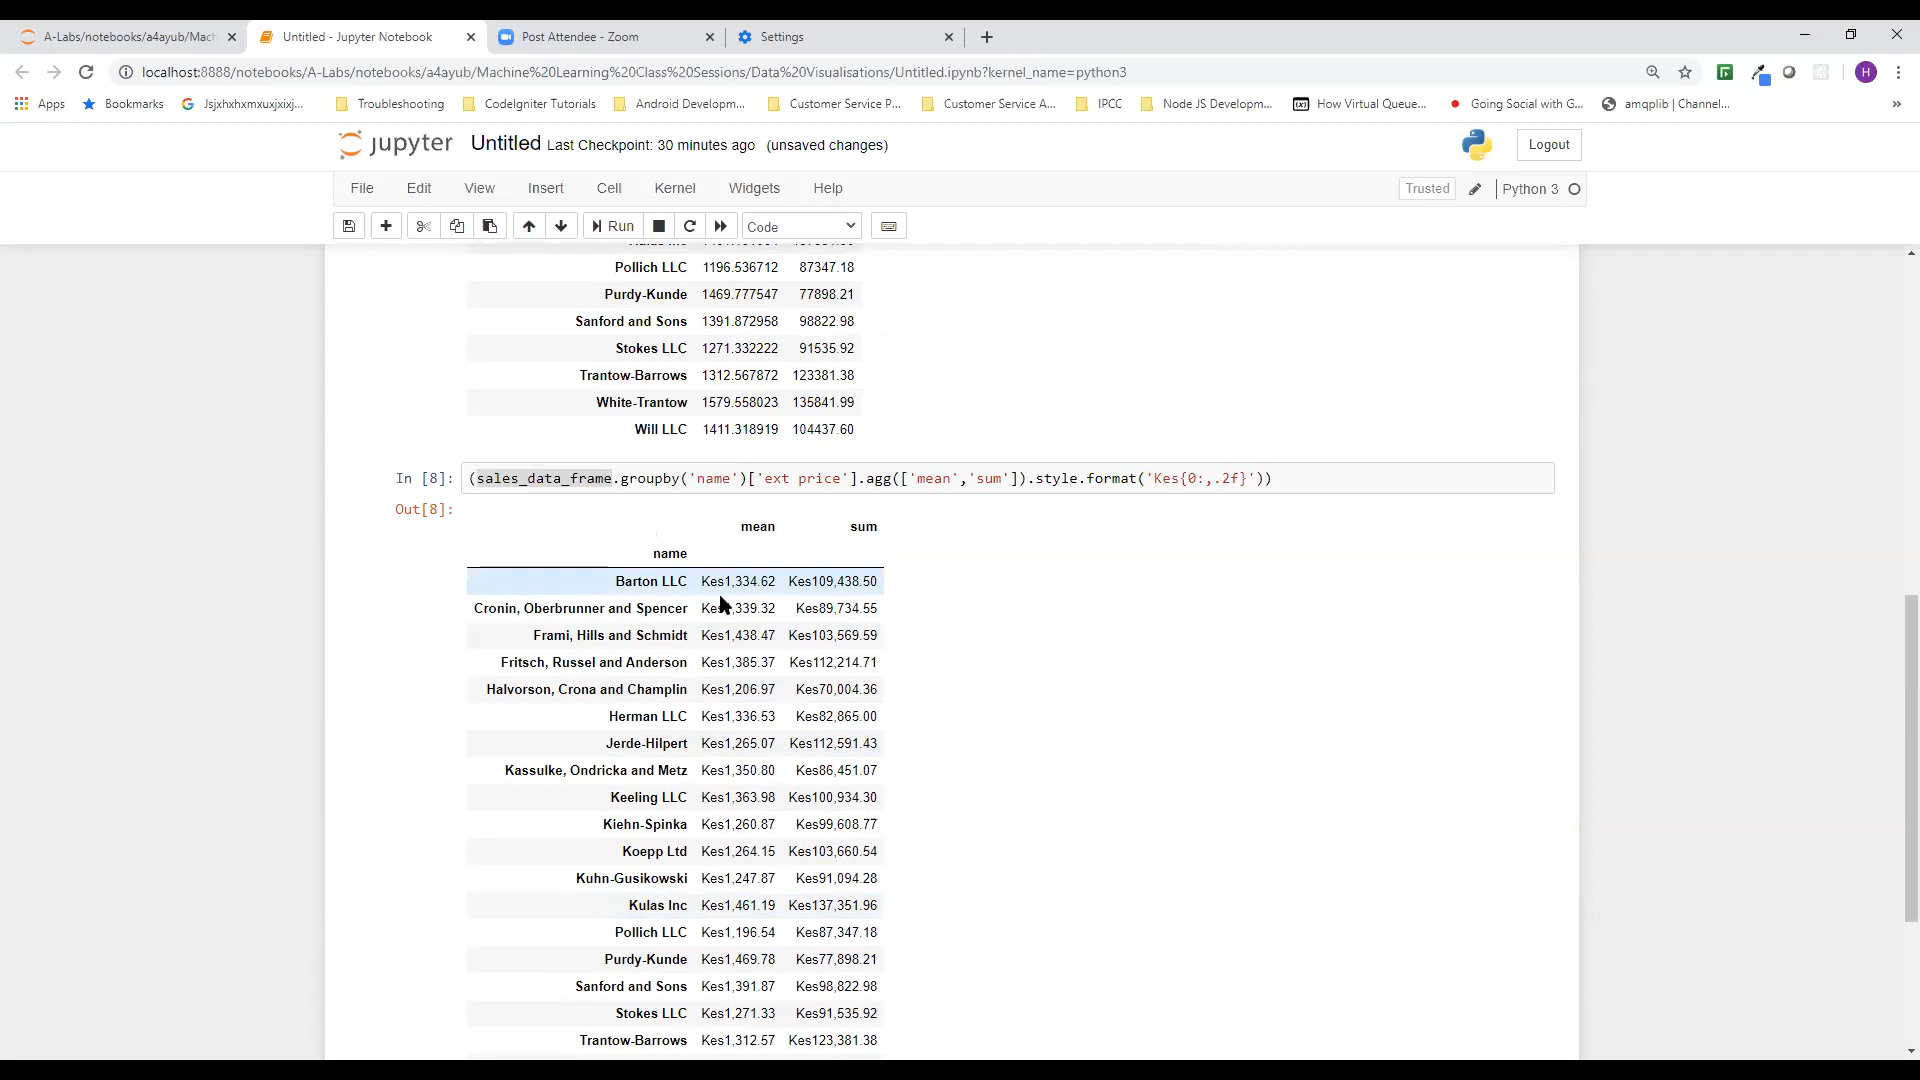 A-Labs/notebooks/a4ayub/Mach
Untitled - Jupyter Notebook
Post Attendee - Zoom
Settings
localhost:8888/notebooks/A-Labs/notebooks/a4ayub/Machine%20Learning%20Class%20Sessions/Data%20Visualisations/Untitled.ipynb?kernel_name=python3
H
Apps
Bookmarks
Jsjxhxhxmxuxjxixj...
Troubleshooting
CodeIgniter Tutorials
Android Developm...
Customer Service P...
Customer Service A...
IPCC
Node JS Developm...
How Virtual Queue...
Going Social with G...
amqplib | Channel...
jupyter Untitled Last Checkpoint: 30 minutes ago (unsaved changes)
Logout
File Edit View Insert Cell Kernel Widgets Help
Trusted
Python 3
Run
Code
Pollich LLC 1196.536712 87347.18
Purdy-Kunde 1469.777547 77898.21
Sanford and Sons 1391.872958 98822.98
Stokes LLC 1271.332222 91535.92
Trantow-Barrows 1312.567872 123381.38
White-Trantow 1579.558023 135841.99
Will LLC 1411.318919 104437.60
In [8]: (sales_data_frame.groupby('name')['ext price'].agg(['mean','sum']).style.format('Kes{0:,.2f}'))
Out[8]:
mean sum
name
Barton LLC Kes1,334.62 Kes109,438.50
Cronin, Oberbrunner and Spencer 339.32 Kes89,734.55
Frami, Hills and Schmidt Kes1,438.47 Kes103,569.59
Fritsch, Russel and Anderson Kes1,385.37 Kes112,214.71
Halvorson, Crona and Champlin Kes1,206.97 Kes70,004.36
Herman LLC Kes1,336.53 Kes82,865.00
Jerde-Hilpert Kes1,265.07 Kes112,591.43
Kassulke, Ondricka and Metz Kes1,350.80 Kes86,451.07
Keeling LLC Kes1,363.98 Kes100,934.30
Kiehn-Spinka Kes1,260.87 Kes99,608.77
Koepp Ltd Kes1,264.15 Kes103,660.54
Kuhn-Gusikowski Kes1,247.87 Kes91,094.28
Kulas Inc Kes1,461.19 Kes137,351.96
Pollich LLC Kes1,196.54 Kes87,347.18
Purdy-Kunde Kes1,469.78 Kes77,898.21
Sanford and Sons Kes1,391.87 Kes98,822.98
Stokes LLC Kes1,271.33 Kes91,535.92
Trantow-Barrows Kes1,312.57 Kes123,381.38